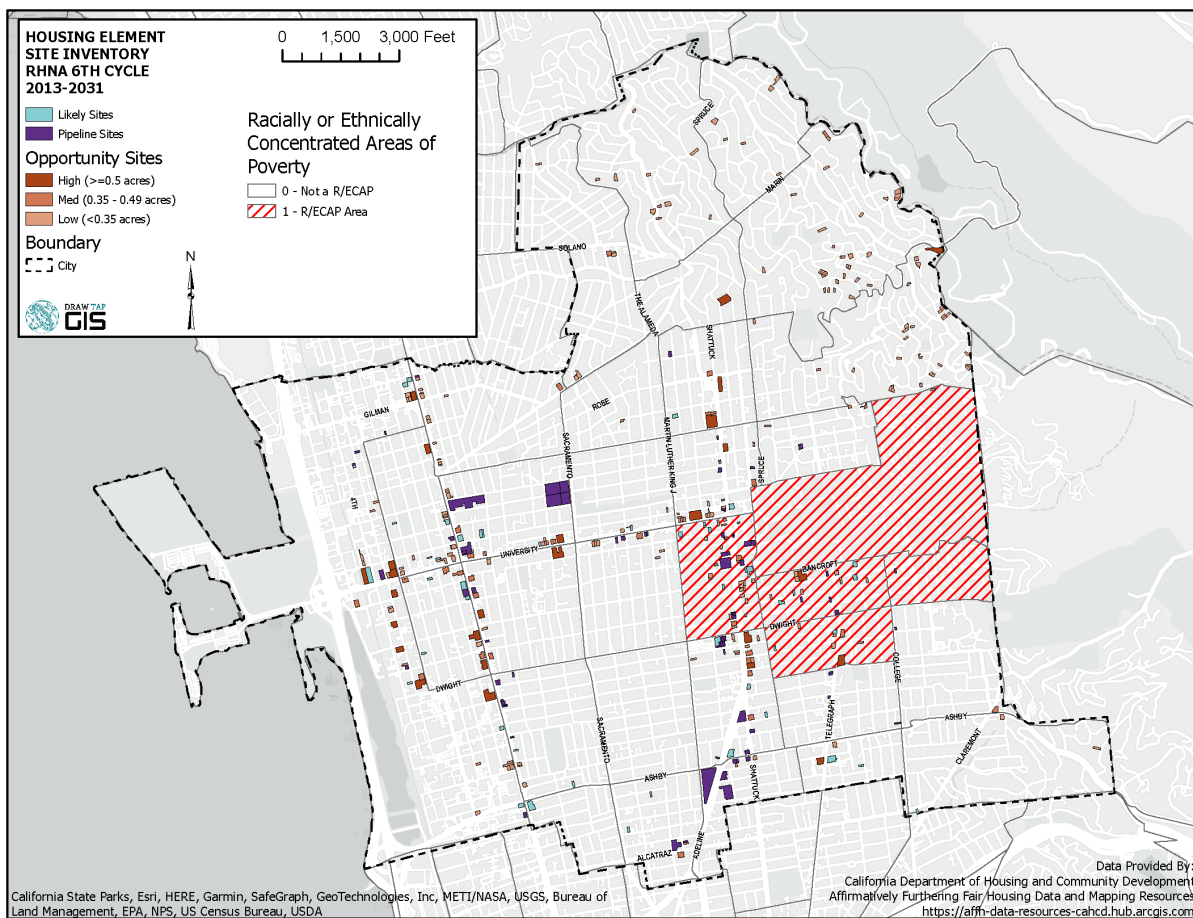 HOUSING ELEMENT
SITE INVENTORY
RHNA 6TH CYCLE
2013-2031
Likely Sites
Pipeline Sites
Opportunity Sites
High (>=0.5 acres)
Med (0.35 - 0.49 acres)
Low (<0.35 acres)
Boundary
City
DRAW TAP
GIS
0 1,500 3,000 Feet
Racially or Ethnically
Concentrated Areas of
Poverty
0 - Not a R/ECAP
1 - R/ECAP Area
N
SPRUCE
MARIN
SOLANO
THE ALAMEDA
SHATTUCK
GILMAN
ROSE
SACRAMENTO
MARTIN LUTHER KING J
SPRUCE
4TH
UNIVERSITY
BANCROFT
DWIGHT
DWIGHT
COLLEGE
SACRAMENTO
TELEGRAPH
ASHBY
CLAREMONT
ASHBY
SHATTUCK
ADELINE
ALCATRAZ
California State Parks, Esri, HERE, Garmin, SafeGraph, GeoTechnologies, Inc, METI/NASA, USGS, Bureau of
Land Management, EPA, NPS, US Census Bureau, USDA
Data Provided By:
California Department of Housing and Community Development
Affirmatively Furthering Fair Housing Data and Mapping Resources
https://affh-data-resources-cahcd.hub.arcgis.com